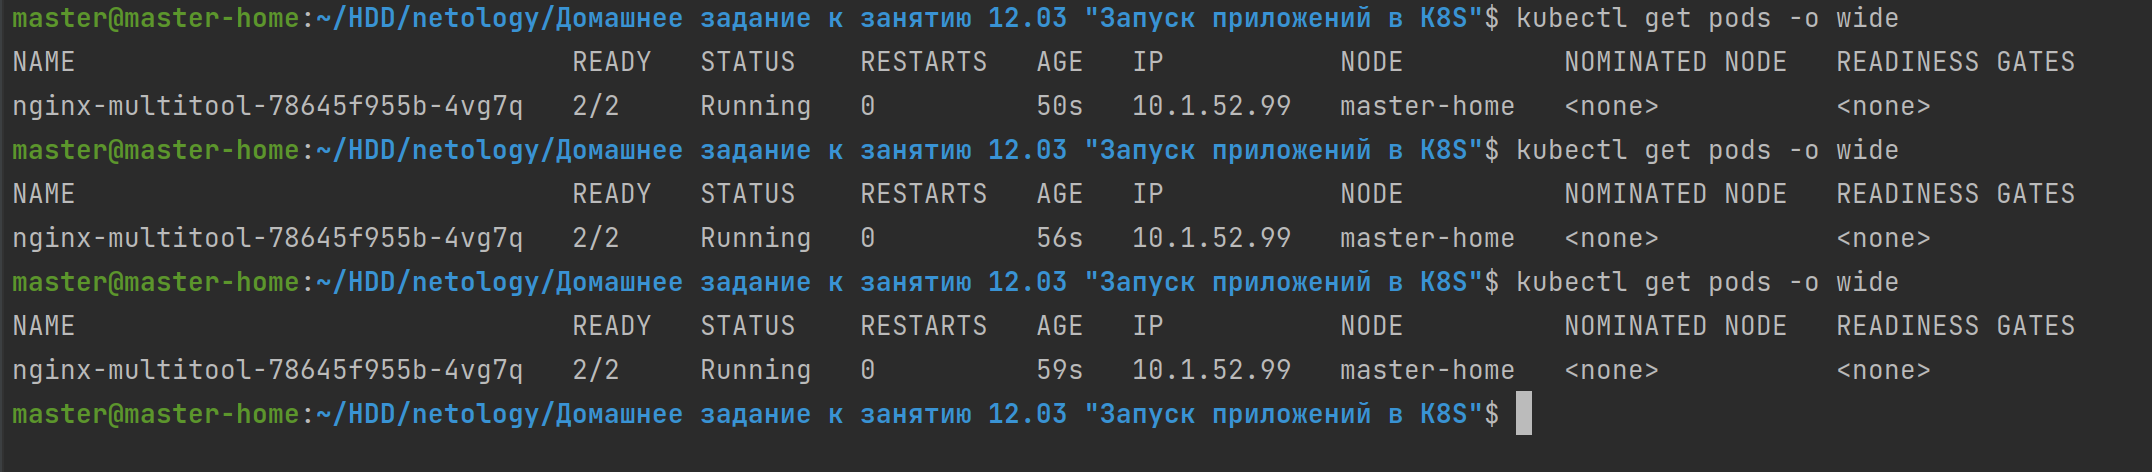 master@master-home:~/HDD/netology/Домашнее задание к занятию 12.03 "Запуск приложений в K8S"$ kubectl get pods -o wide
NAME READY STATUS RESTARTS AGE IP NODE NOMINATED NODE READINESS GATES
nginx-multitool-78645f955b-4vg7q 2/2 Running 0 50s 10.1.52.99 master-home <none> <none>
master@master-home:~/HDD/netology/Домашнее задание к занятию 12.03 "Запуск приложений в K8S"$ kubectl get pods -o wide
NAME READY STATUS RESTARTS AGE IP NODE NOMINATED NODE READINESS GATES
nginx-multitool-78645f955b-4vg7q 2/2 Running 0 56s 10.1.52.99 master-home <none> <none>
master@master-home:~/HDD/netology/Домашнее задание к занятию 12.03 "Запуск приложений в K8S"$ kubectl get pods -o wide
NAME READY STATUS RESTARTS AGE IP NODE NOMINATED NODE READINESS GATES
nginx-multitool-78645f955b-4vg7q 2/2 Running 0 59s 10.1.52.99 master-home <none> <none>
master@master-home:~/HDD/netology/Домашнее задание к занятию 12.03 "Запуск приложений в K8S"$